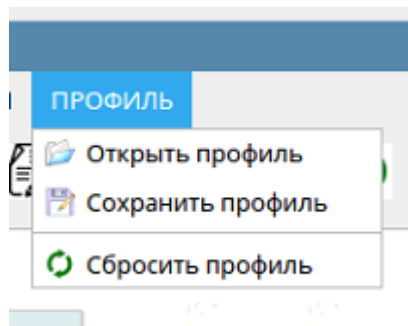 ПРОФИЛЬ
Открыть профиль
Сохранить профиль
Сбросить профиль